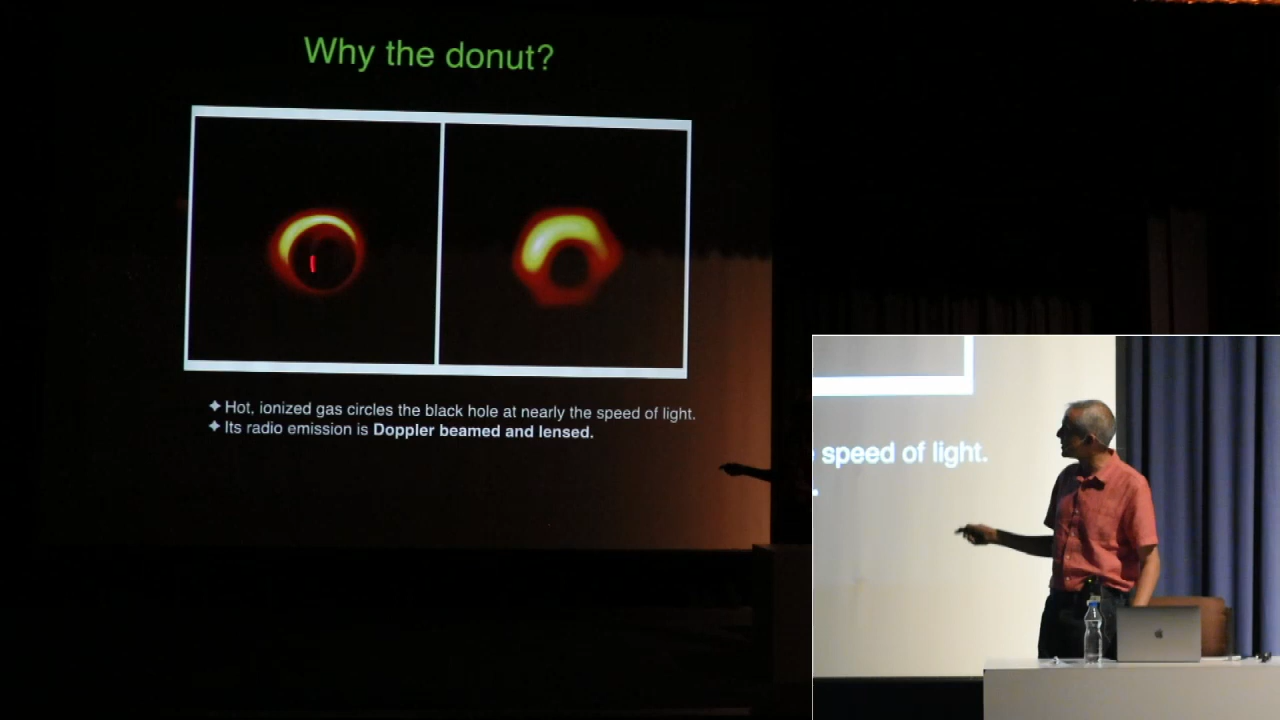 Why the donut?
✦ Hot, ionized gas circles the black hole at nearly the speed of light.
✦ Its radio emission is Doppler beamed and lensed.
speed of light.